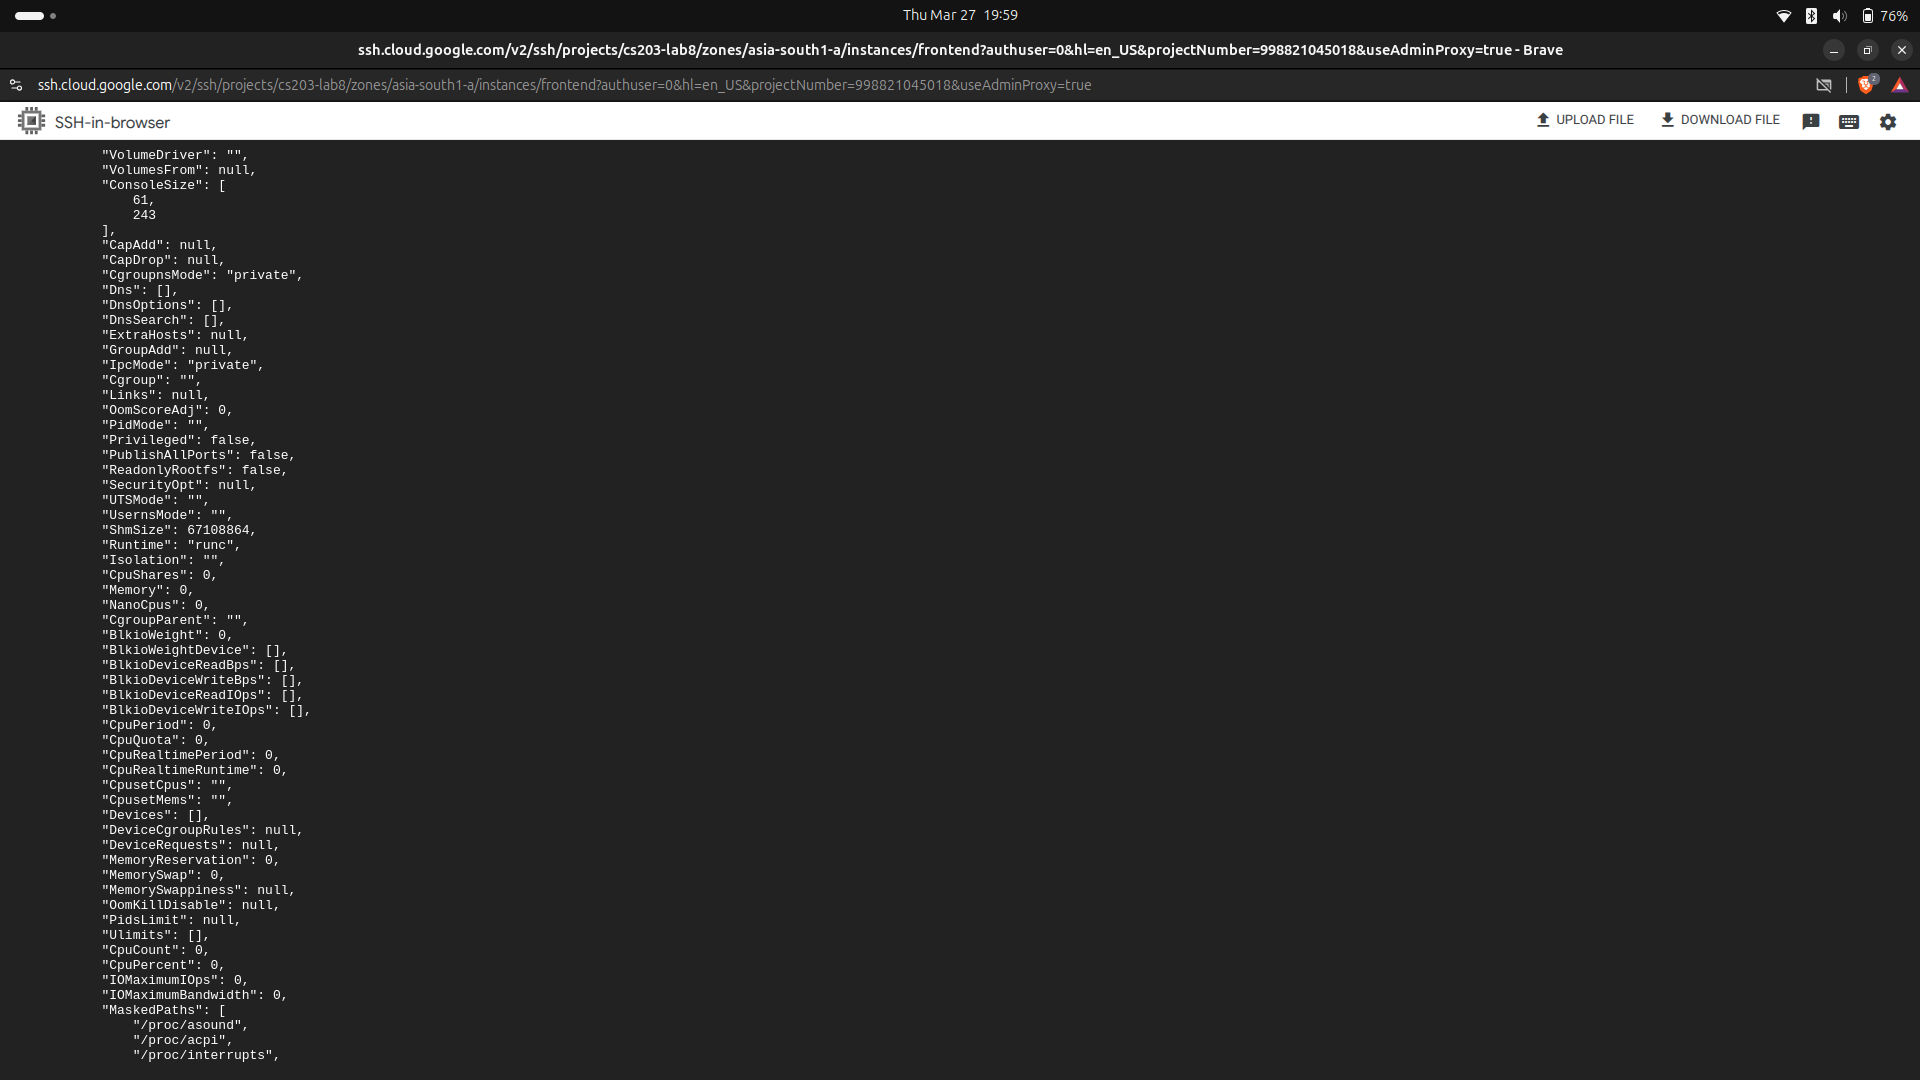 Thu Mar 27 19:59
76%
ssh.cloud.google.com/v2/ssh/projects/cs203-lab8/zones/asia-south1-a/instances/frontend?authuser=0&hl=en_US&projectNumber=998821045018&useAdminProxy=true - Brave
ssh.cloud.google.com/v2/ssh/projects/cs203-lab8/zones/asia-south1-a/instances/frontend?authuser=0&hl=en_US&projectNumber=998821045018&useAdminProxy=true
2
SSH-in-browser
UPLOAD FILE
DOWNLOAD FILE
"VolumeDriver": "",
"VolumesFrom": null,
"ConsoleSize": [
61,
243
],
"CapAdd": null,
"CapDrop": null,
"CgroupnsMode": "private",
"Dns": [],
"DnsOptions": [],
"DnsSearch": [],
"ExtraHosts": null,
"GroupAdd": null,
"IpcMode": "private",
"Cgroup": "",
"Links": null,
"OomScoreAdj": 0,
"PidMode": "",
"Privileged": false,
"PublishAllPorts": false,
"ReadonlyRootfs": false,
"SecurityOpt": null,
"UTSMode": "",
"UsernsMode": "",
"ShmSize": 67108864,
"Runtime": "runc",
"Isolation": "",
"CpuShares": 0,
"Memory": 0,
"NanoCpus": 0,
"CgroupParent": "",
"BlkioWeight": 0,
"BlkioWeightDevice": [],
"BlkioDeviceReadBps": [],
"BlkioDeviceWriteBps": [],
"BlkioDeviceReadIOps": [],
"BlkioDeviceWriteIOps": [],
"CpuPeriod": 0,
"CpuQuota": 0,
"CpuRealtimePeriod": 0,
"CpuRealtimeRuntime": 0,
"CpusetCpus": "",
"CpusetMems": "",
"Devices": [],
"DeviceCgroupRules": null,
"DeviceRequests": null,
"MemoryReservation": 0,
"MemorySwap": 0,
"MemorySwappiness": null,
"OomKillDisable": null,
"PidsLimit": null,
"Ulimits": [],
"CpuCount": 0,
"CpuPercent": 0,
"IOMaximumIOps": 0,
"IOMaximumBandwidth": 0,
"MaskedPaths": [
"/proc/asound",
"/proc/acpi",
"/proc/interrupts",